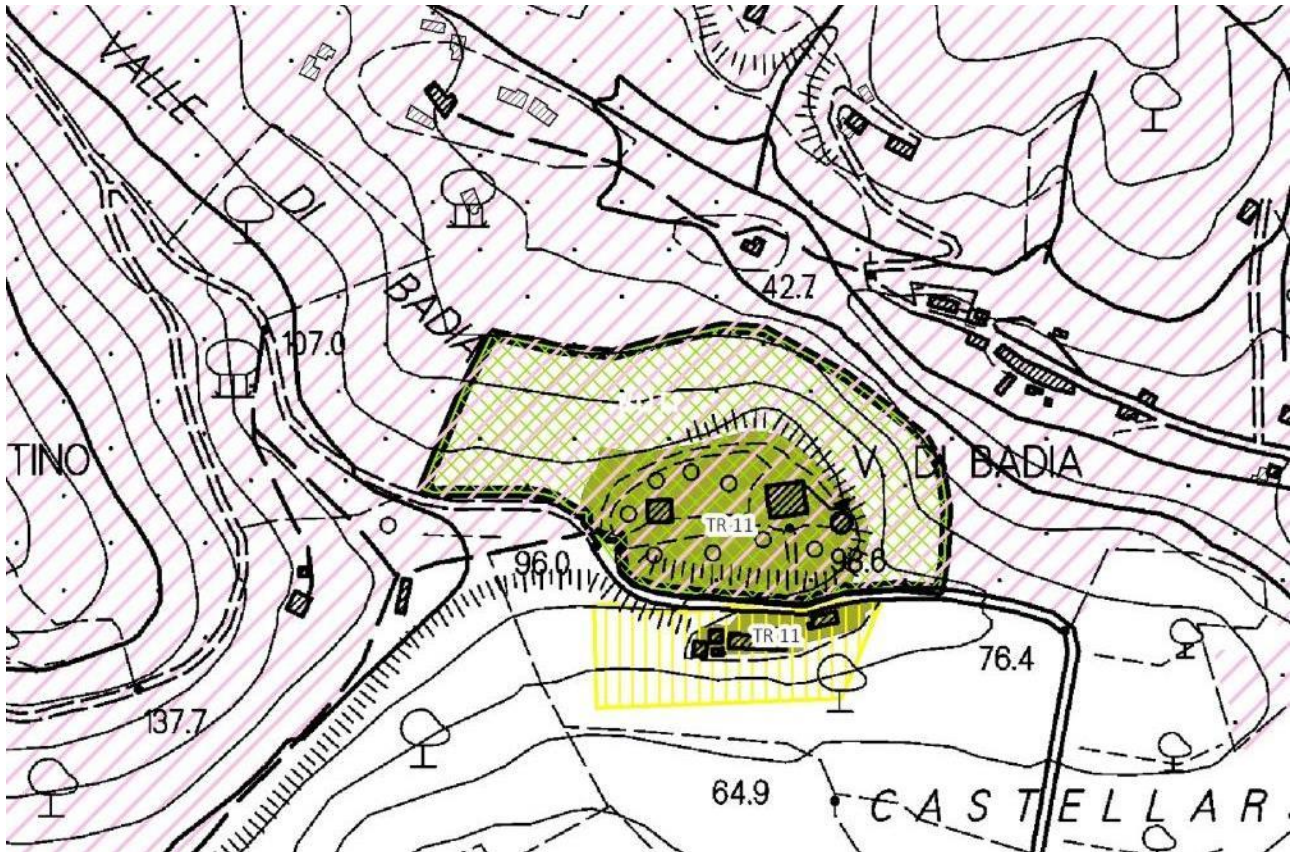 VALLE
DI
BADIA
42.7
107.0
TINO
V. DI BADIA
TR 11
96.0
98.6
TR 11
76.4
137.7
64.9
CASTELLAR